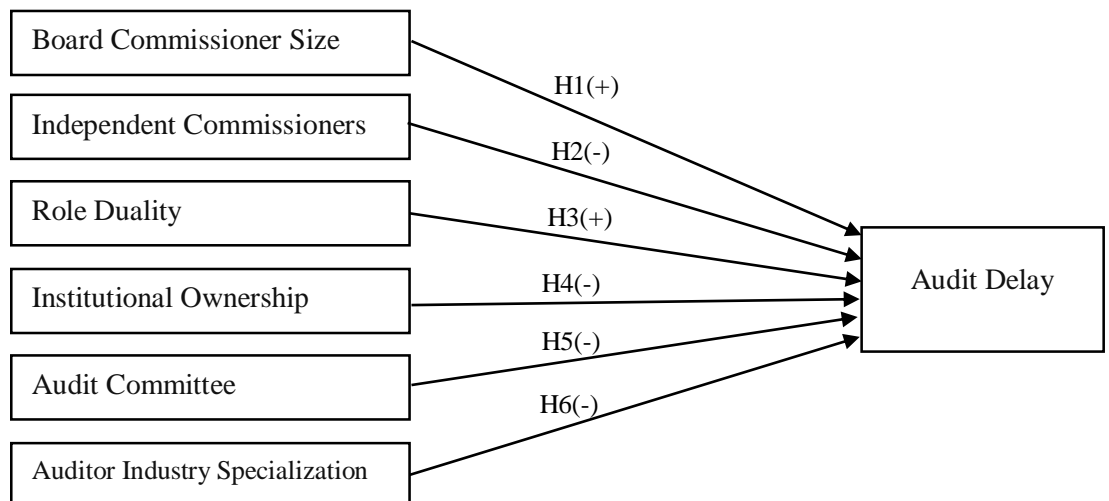 Board Commissioner Size
H1(+)
Independent Commissioners
H2(-)
Role Duality
H3(+)
Institutional Ownership
H4(-)
Audit Delay
H5(-)
Audit Committee
H6(-)
Auditor Industry Specialization